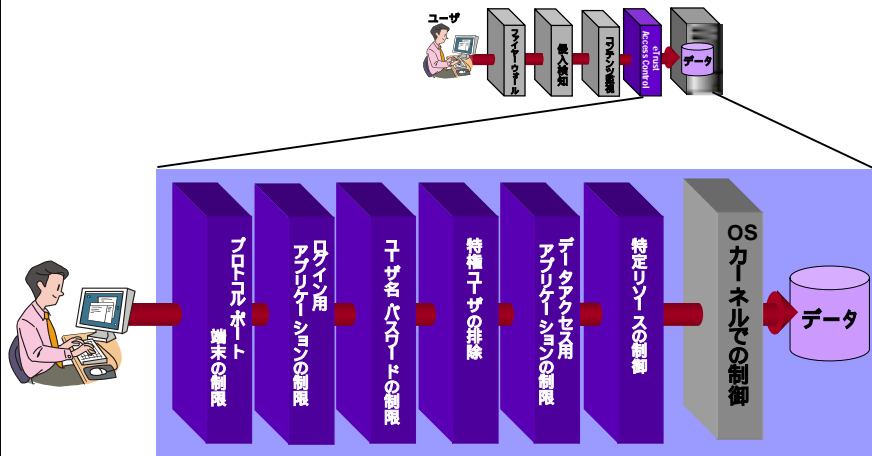 ユーザ
ファイヤーウォール
侵入検知
コンテンツ監視
eTrust
Access Control
データ
プロトコル・ポート
端末の制限
ログイン用
アプリケーションの制限
ユーザ名・パスワードの制限
特権ユーザの排除
データアクセス用
アプリケーションの制限
特定リソースの制御
OS
カーネルでの制御
データ